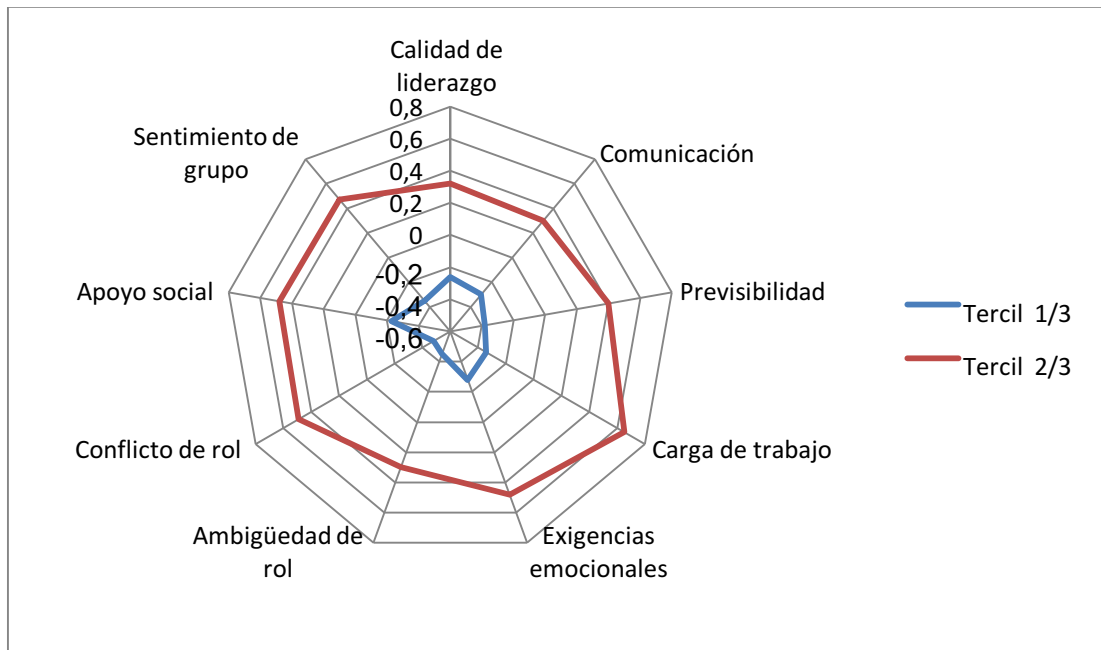 Calidad de
liderazgo
0,8
0,6
0,4
0,2
0
-0,2
-0,4
-0,6
Comunicación
Previsibilidad
Carga de trabajo
Exigencias
emocionales
Ambigüedad de
rol
Conflicto de rol
Apoyo social
Sentimiento de
grupo
Tercil 1/3
Tercil 2/3